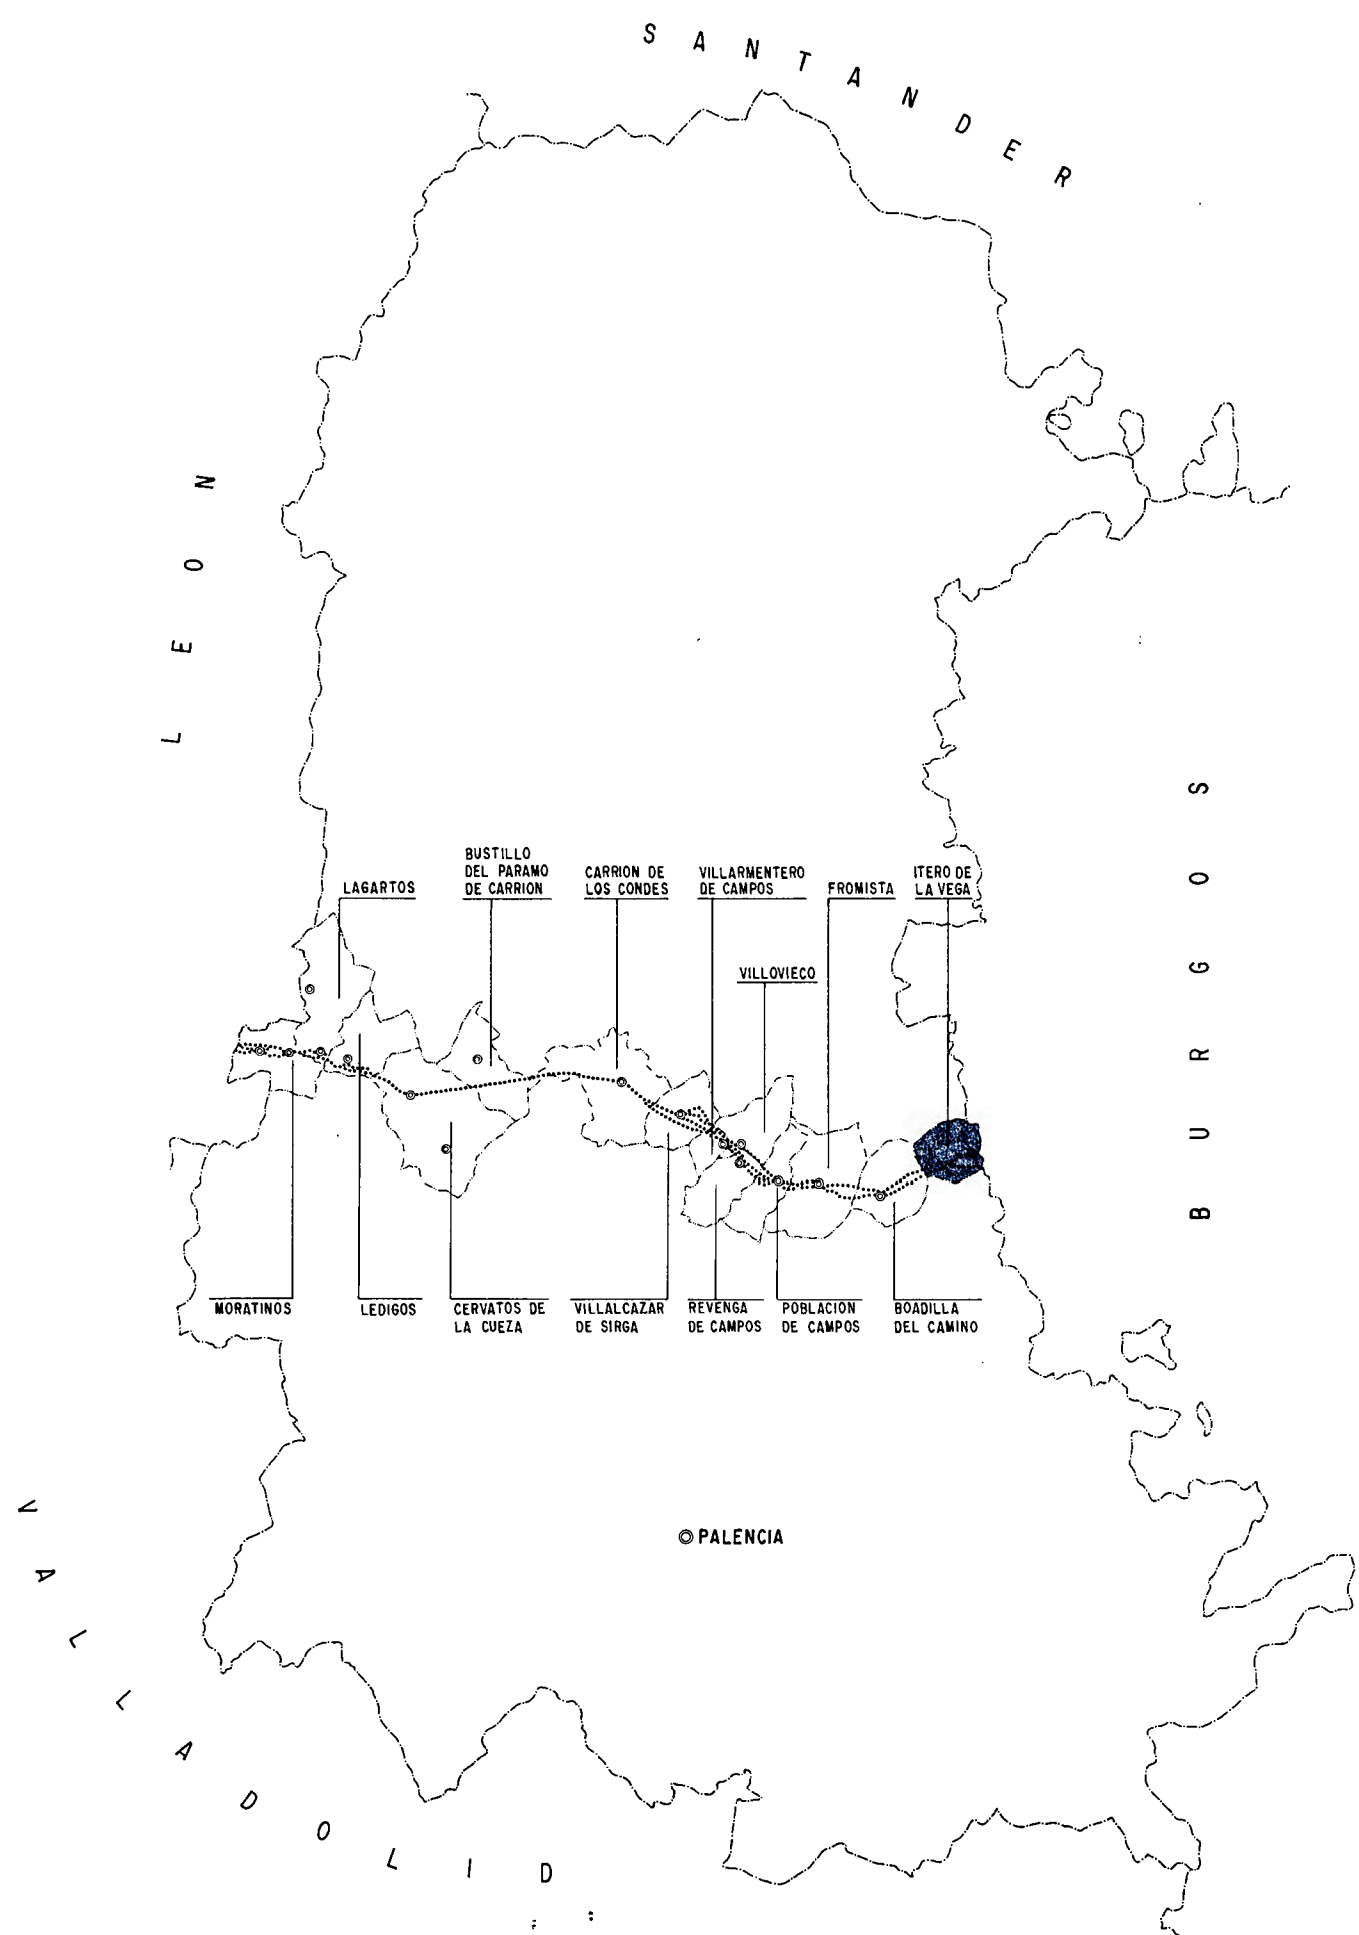 SANTANDER
LEON
BURGOS
BUSTILLO
DEL PARAMO
DE CARRION
LAGARTOS
CARRION DE
LOS CONDES
VILLARMENTERO
DE CAMPOS
FROMISTA
ITERO DE
LA VEGA
VILLOVIECO
MORATINOS
LEDIGOS
CERVATOS DE
LA CUEZA
VILLALCAZAR
DE SIRGA
REVENGA
DE CAMPOS
POBLACION
DE CAMPOS
BOADILLA
DEL CAMINO
PALENCIA
VALLADOLID